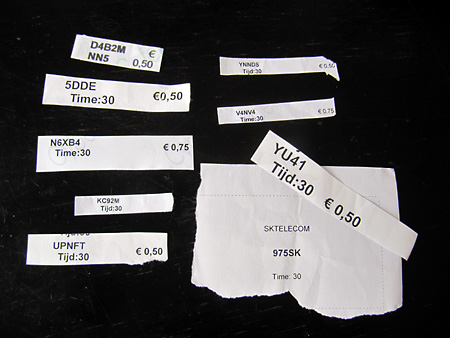 D4B2M €
NN5 0,50
5DDE
Time:30 €0,50
N6XB4 € 0,75
Time:30
KC92M
Tijd:30
UPNFT € 0,50
Tijd:30
YNND5 € 0,50
Tijd:30
V4NV4 € 0,75
Time:30
YU41
Tijd:30 € 0,50
SKTELECOM
975SK
Time: 30